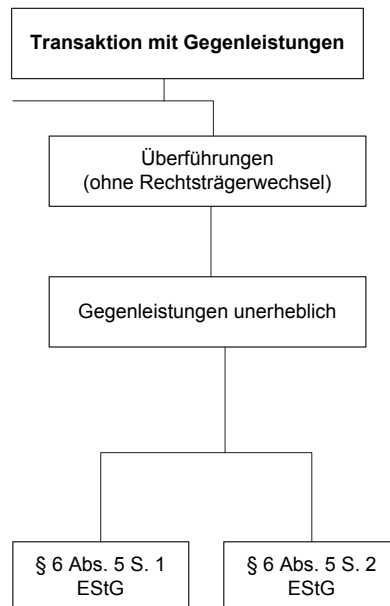 Transaktion mit Gegenleistungen
Überführungen
(ohne Rechtsträgerwechsel)
Gegenleistungen unerheblich
§ 6 Abs. 5 S. 1
EStG
§ 6 Abs. 5 S. 2
EStG